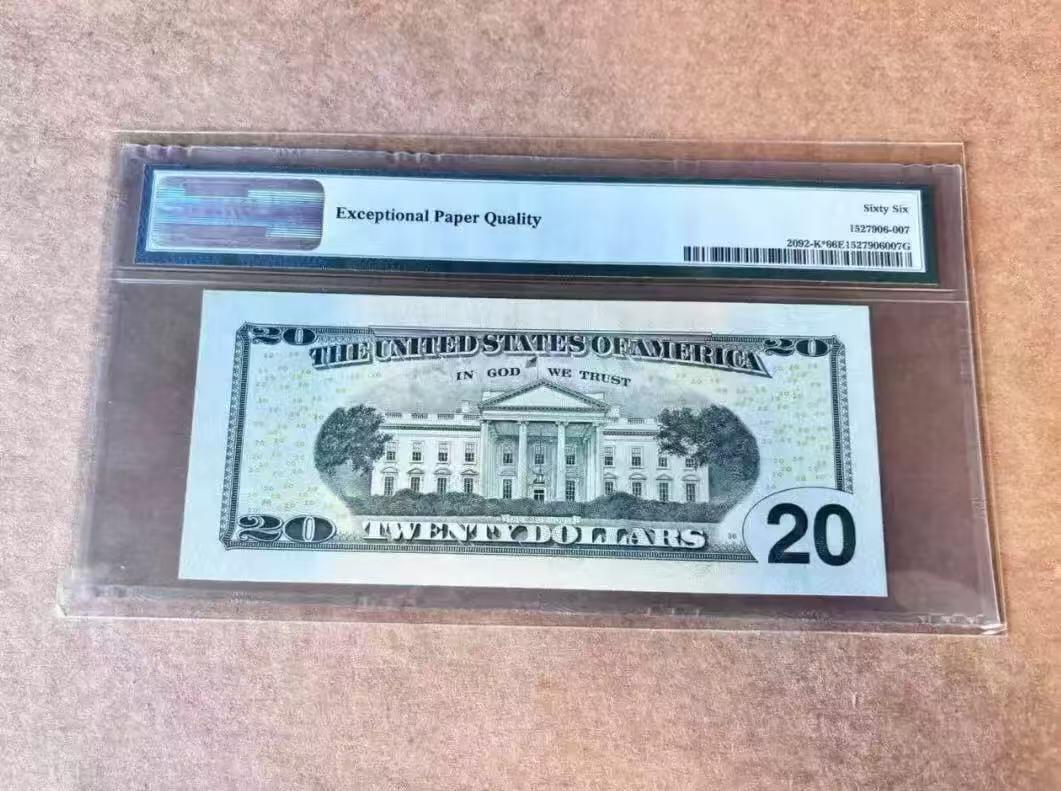 Exceptional Paper Quality
Sixty Six
1527906-007
2092-K*66E1527906007G
20 20
THE UNITED STATES OF AMERICA
IN GOD WE TRUST
20
TWENTY DOLLARS
20